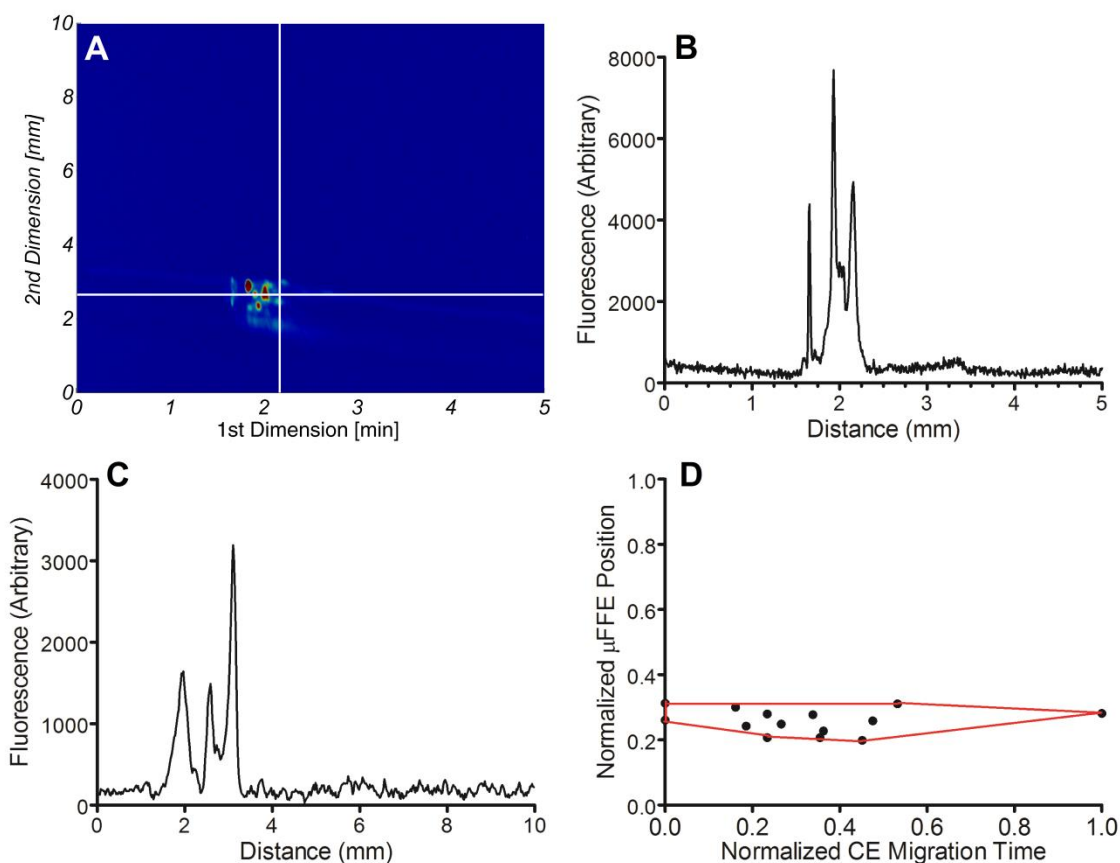 A
10
8
6
4
2
0
2nd Dimension [mm]
0 1 2 3 4 5
1st Dimension [min]
B
8000
6000
4000
2000
0
Fluorescence (Arbitrary)
0 1 2 3 4 5
Distance (mm)
C
4000
3000
2000
1000
0
Fluorescence (Arbitrary)
0 2 4 6 8 10
Distance (mm)
D
1.0
0.8
0.6
0.4
0.2
0.0
Normalized µFFE Position
0.0 0.2 0.4 0.6 0.8 1.0
Normalized CE Migration Time